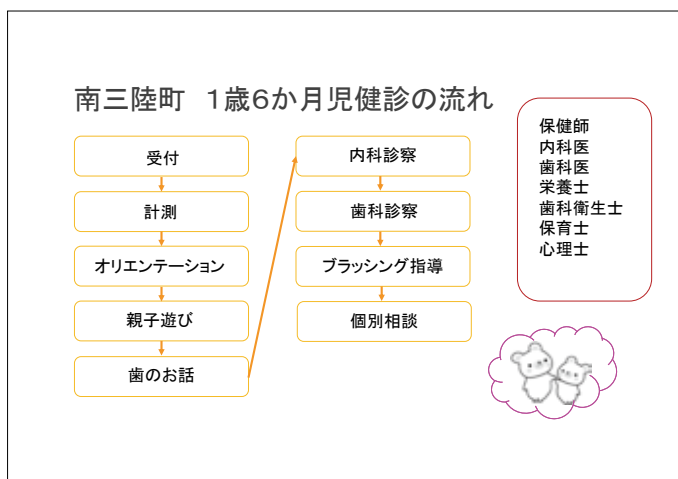 南三陸町　１歳６か月児健診の流れ
受付
計測
オリエンテーション
親子遊び
歯のお話
内科診察
歯科診察
ブラッシング指導
個別相談
保健師
内科医
歯科医
栄養士
歯科衛生士
保育士
心理士